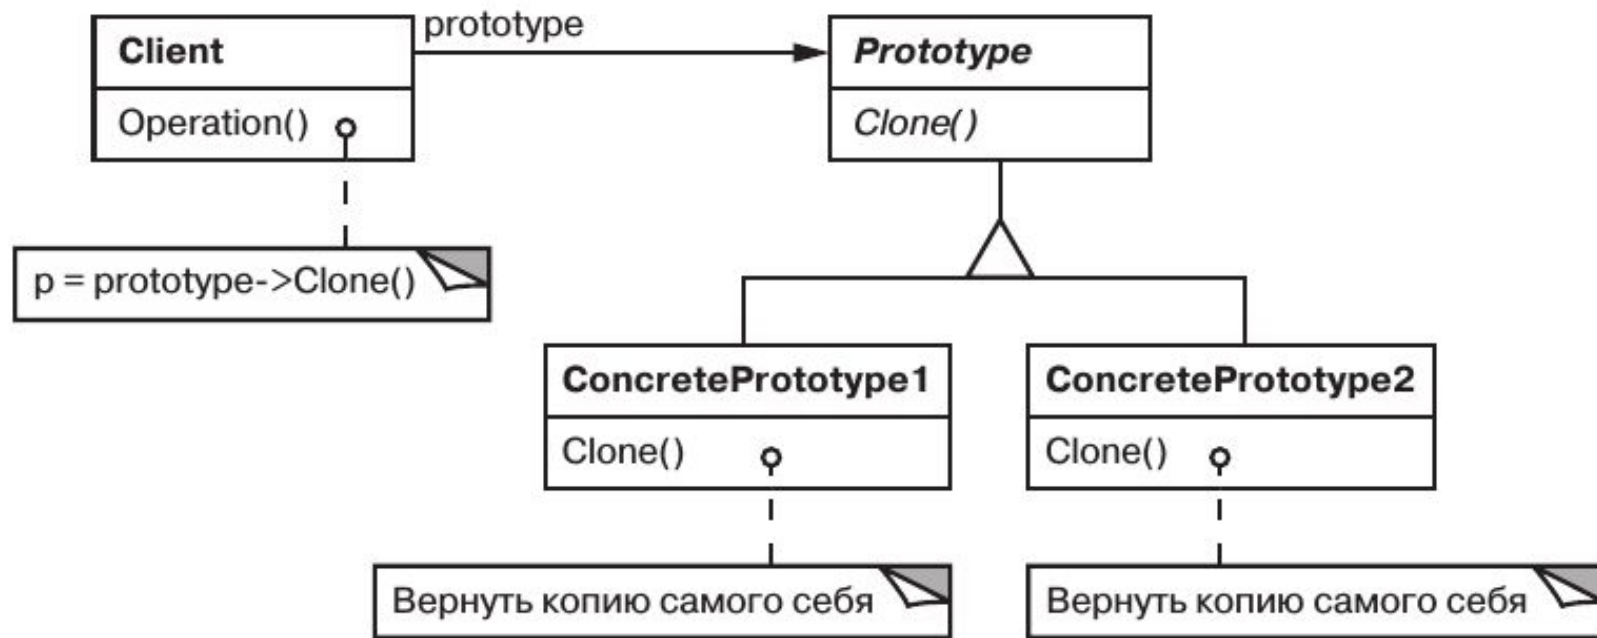 prototype
Client
Prototype
Operation()
Clone()
p = prototype->Clone()
ConcretePrototype1
ConcretePrototype2
Clone()
Clone()
Вернуть копию самого себя
Вернуть копию самого себя